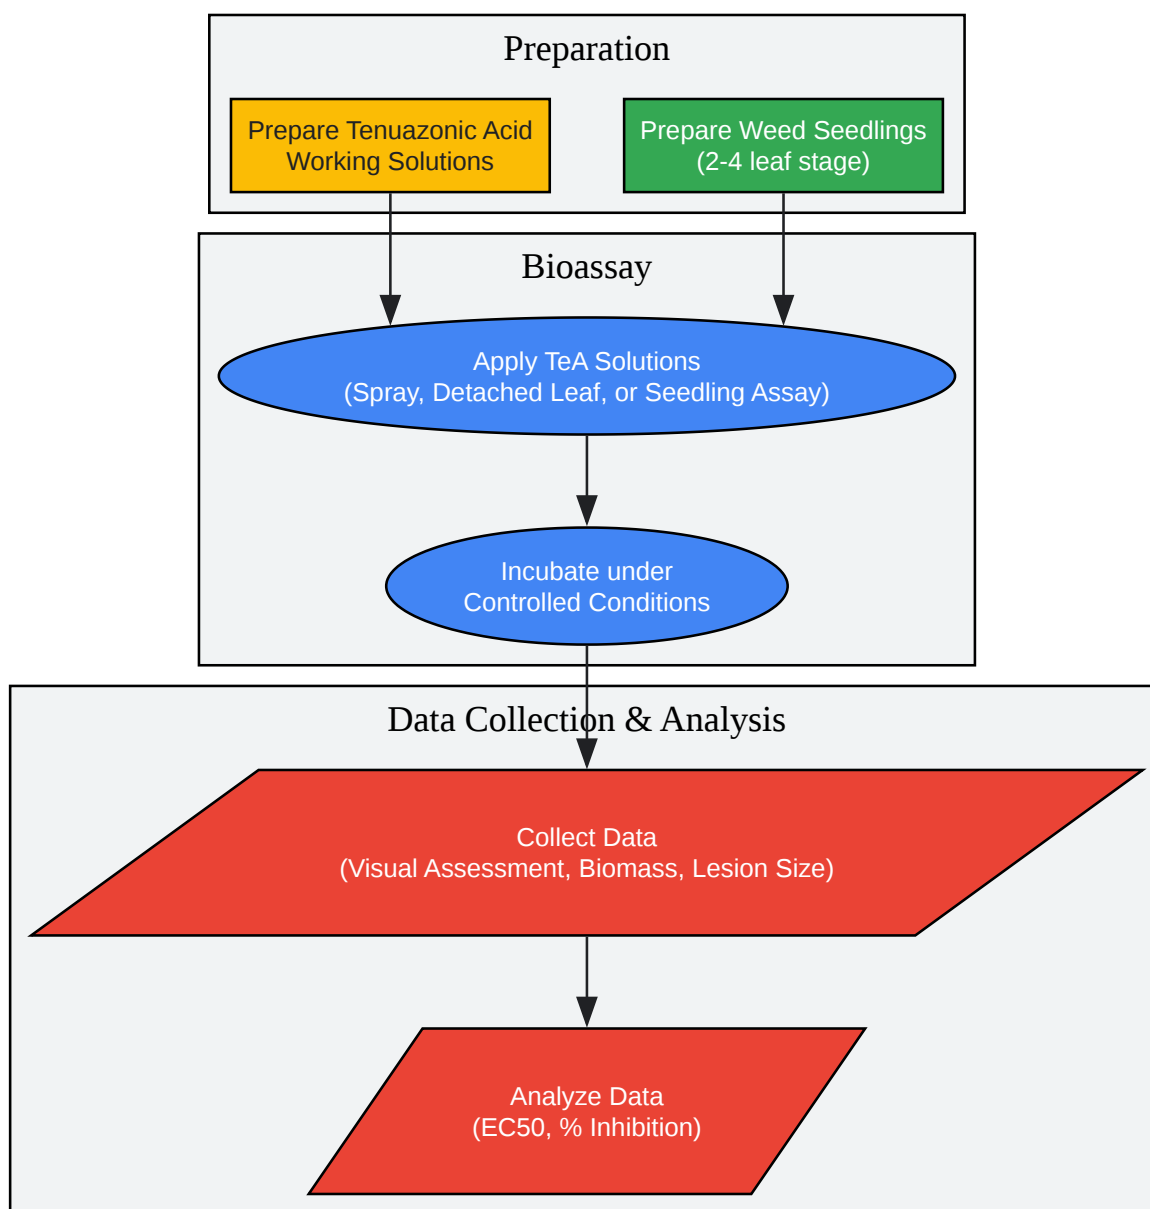 Preparation
Prepare Tenuazonic Acid
Working Solutions
Prepare Weed Seedlings
(2-4 leaf stage)
Bioassay
Apply TeA Solutions
(Spray, Detached Leaf, or Seedling Assay)
Incubate under
Controlled Conditions
Data Collection & Analysis
Collect Data
(Visual Assessment, Biomass, Lesion Size)
Analyze Data
(EC50, % Inhibition)